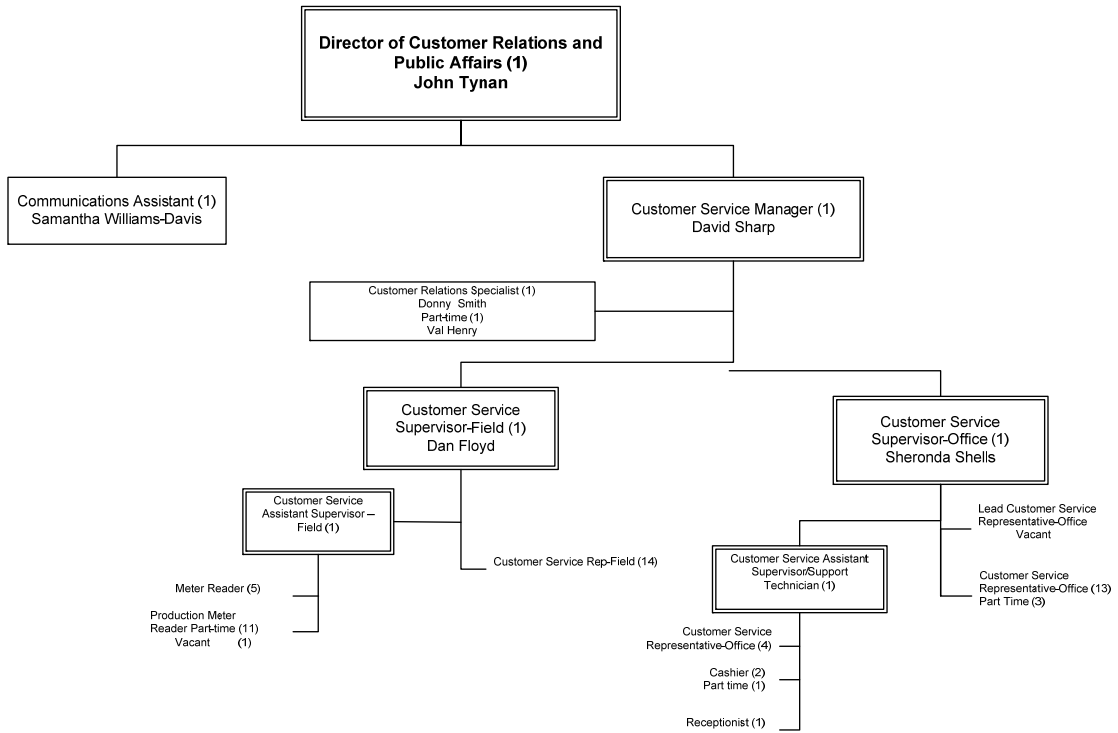 Director of Customer Relations and
Public Affairs (1)
John Tynan
Communications Assistant (1)
Samantha Williams-Davis
Customer Service Manager (1)
David Sharp
Customer Relations Specialist (1)
Donny Smith
Part-time (1)
Val Henry
Customer Service
Supervisor-Field (1)
Dan Floyd
Customer Service
Supervisor-Office (1)
Sheronda Shells
Customer Service
Assistant Supervisor –
Field (1)
Customer Service Rep-Field (14)
Meter Reader (5)
Production Meter
Reader Part-time (11)
Vacant (1)
Lead Customer Service
Representative-Office
Vacant
Customer Service Assistant
Supervisor/Support
Technician (1)
Customer Service
Representative-Office (13)
Part Time (3)
Customer Service
Representative-Office (4)
Cashier (2)
Part time (1)
Receptionist (1)